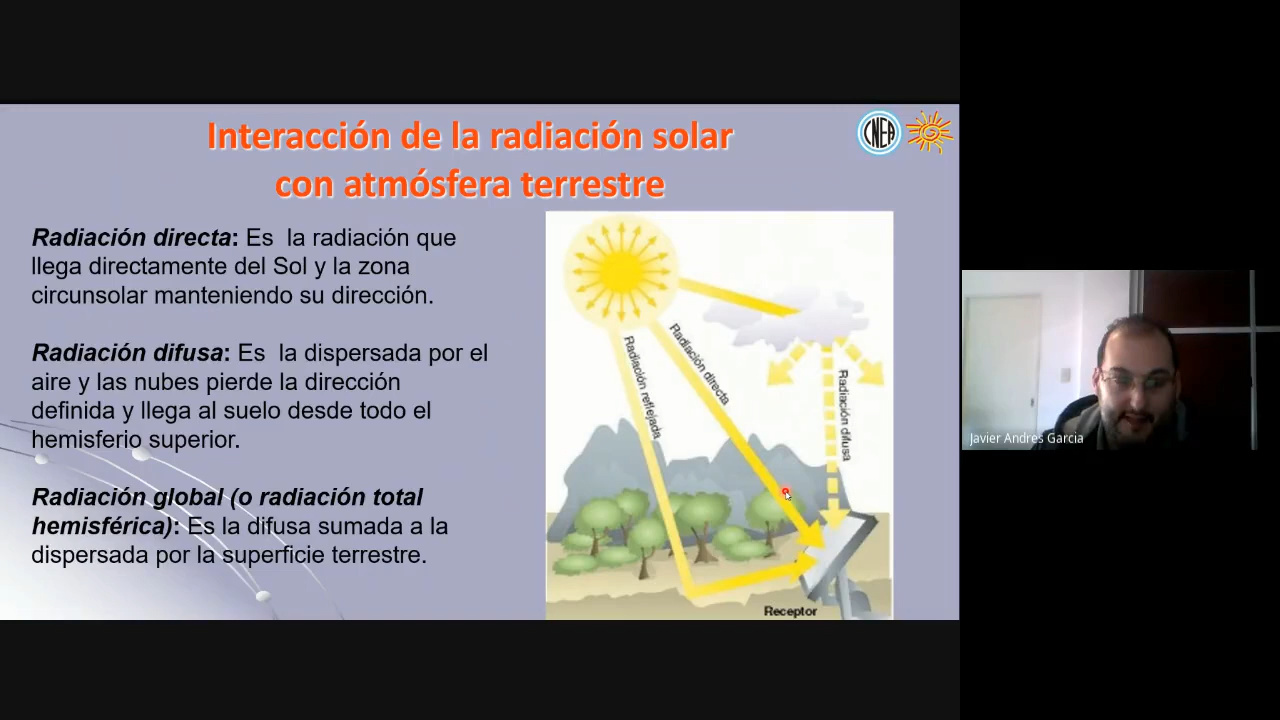 Interacción de la radiación solar
con atmósfera terrestre
CNEA
Radiación directa: Es la radiación que
llega directamente del Sol y la zona
circunsolar manteniendo su dirección.
Radiación difusa: Es la dispersada por el
aire y las nubes pierde la dirección
definida y llega al suelo desde todo el
hemisferio superior.
Radiación global (o radiación total
hemisférica): Es la difusa sumada a la
dispersada por la superficie terrestre.
Radiación reflejada
Radiación directa
Radiación difusa
Receptor
Javier Andres Garcia